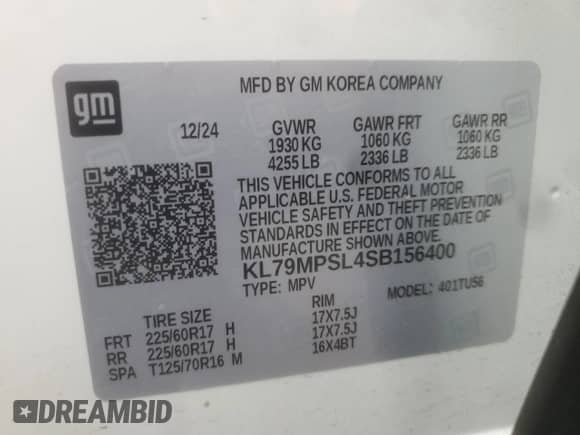 gm
MFD BY GM KOREA COMPANY
12/24 GVWR GAWR FRT GAWR RR
1930 KG 1060 KG 1060 KG
4255 LB 2336 LB 2336 LB
THIS VEHICLE CONFORMS TO ALL
APPLICABLE U.S. FEDERAL MOTOR
VEHICLE SAFETY AND THEFT PREVENTION
STANDARDS IN EFFECT ON THE DATE OF
MANUFACTURE SHOWN ABOVE.
KL79MPSL4SB156400
TYPE: MPV MODEL: 401TU56
TIRE SIZE RIM
FRT 225/60R17 H 17X7.5J
RR 225/60R17 H 17X7.5J
SPA T125/70R16 M 16X4BT
DREAMBID